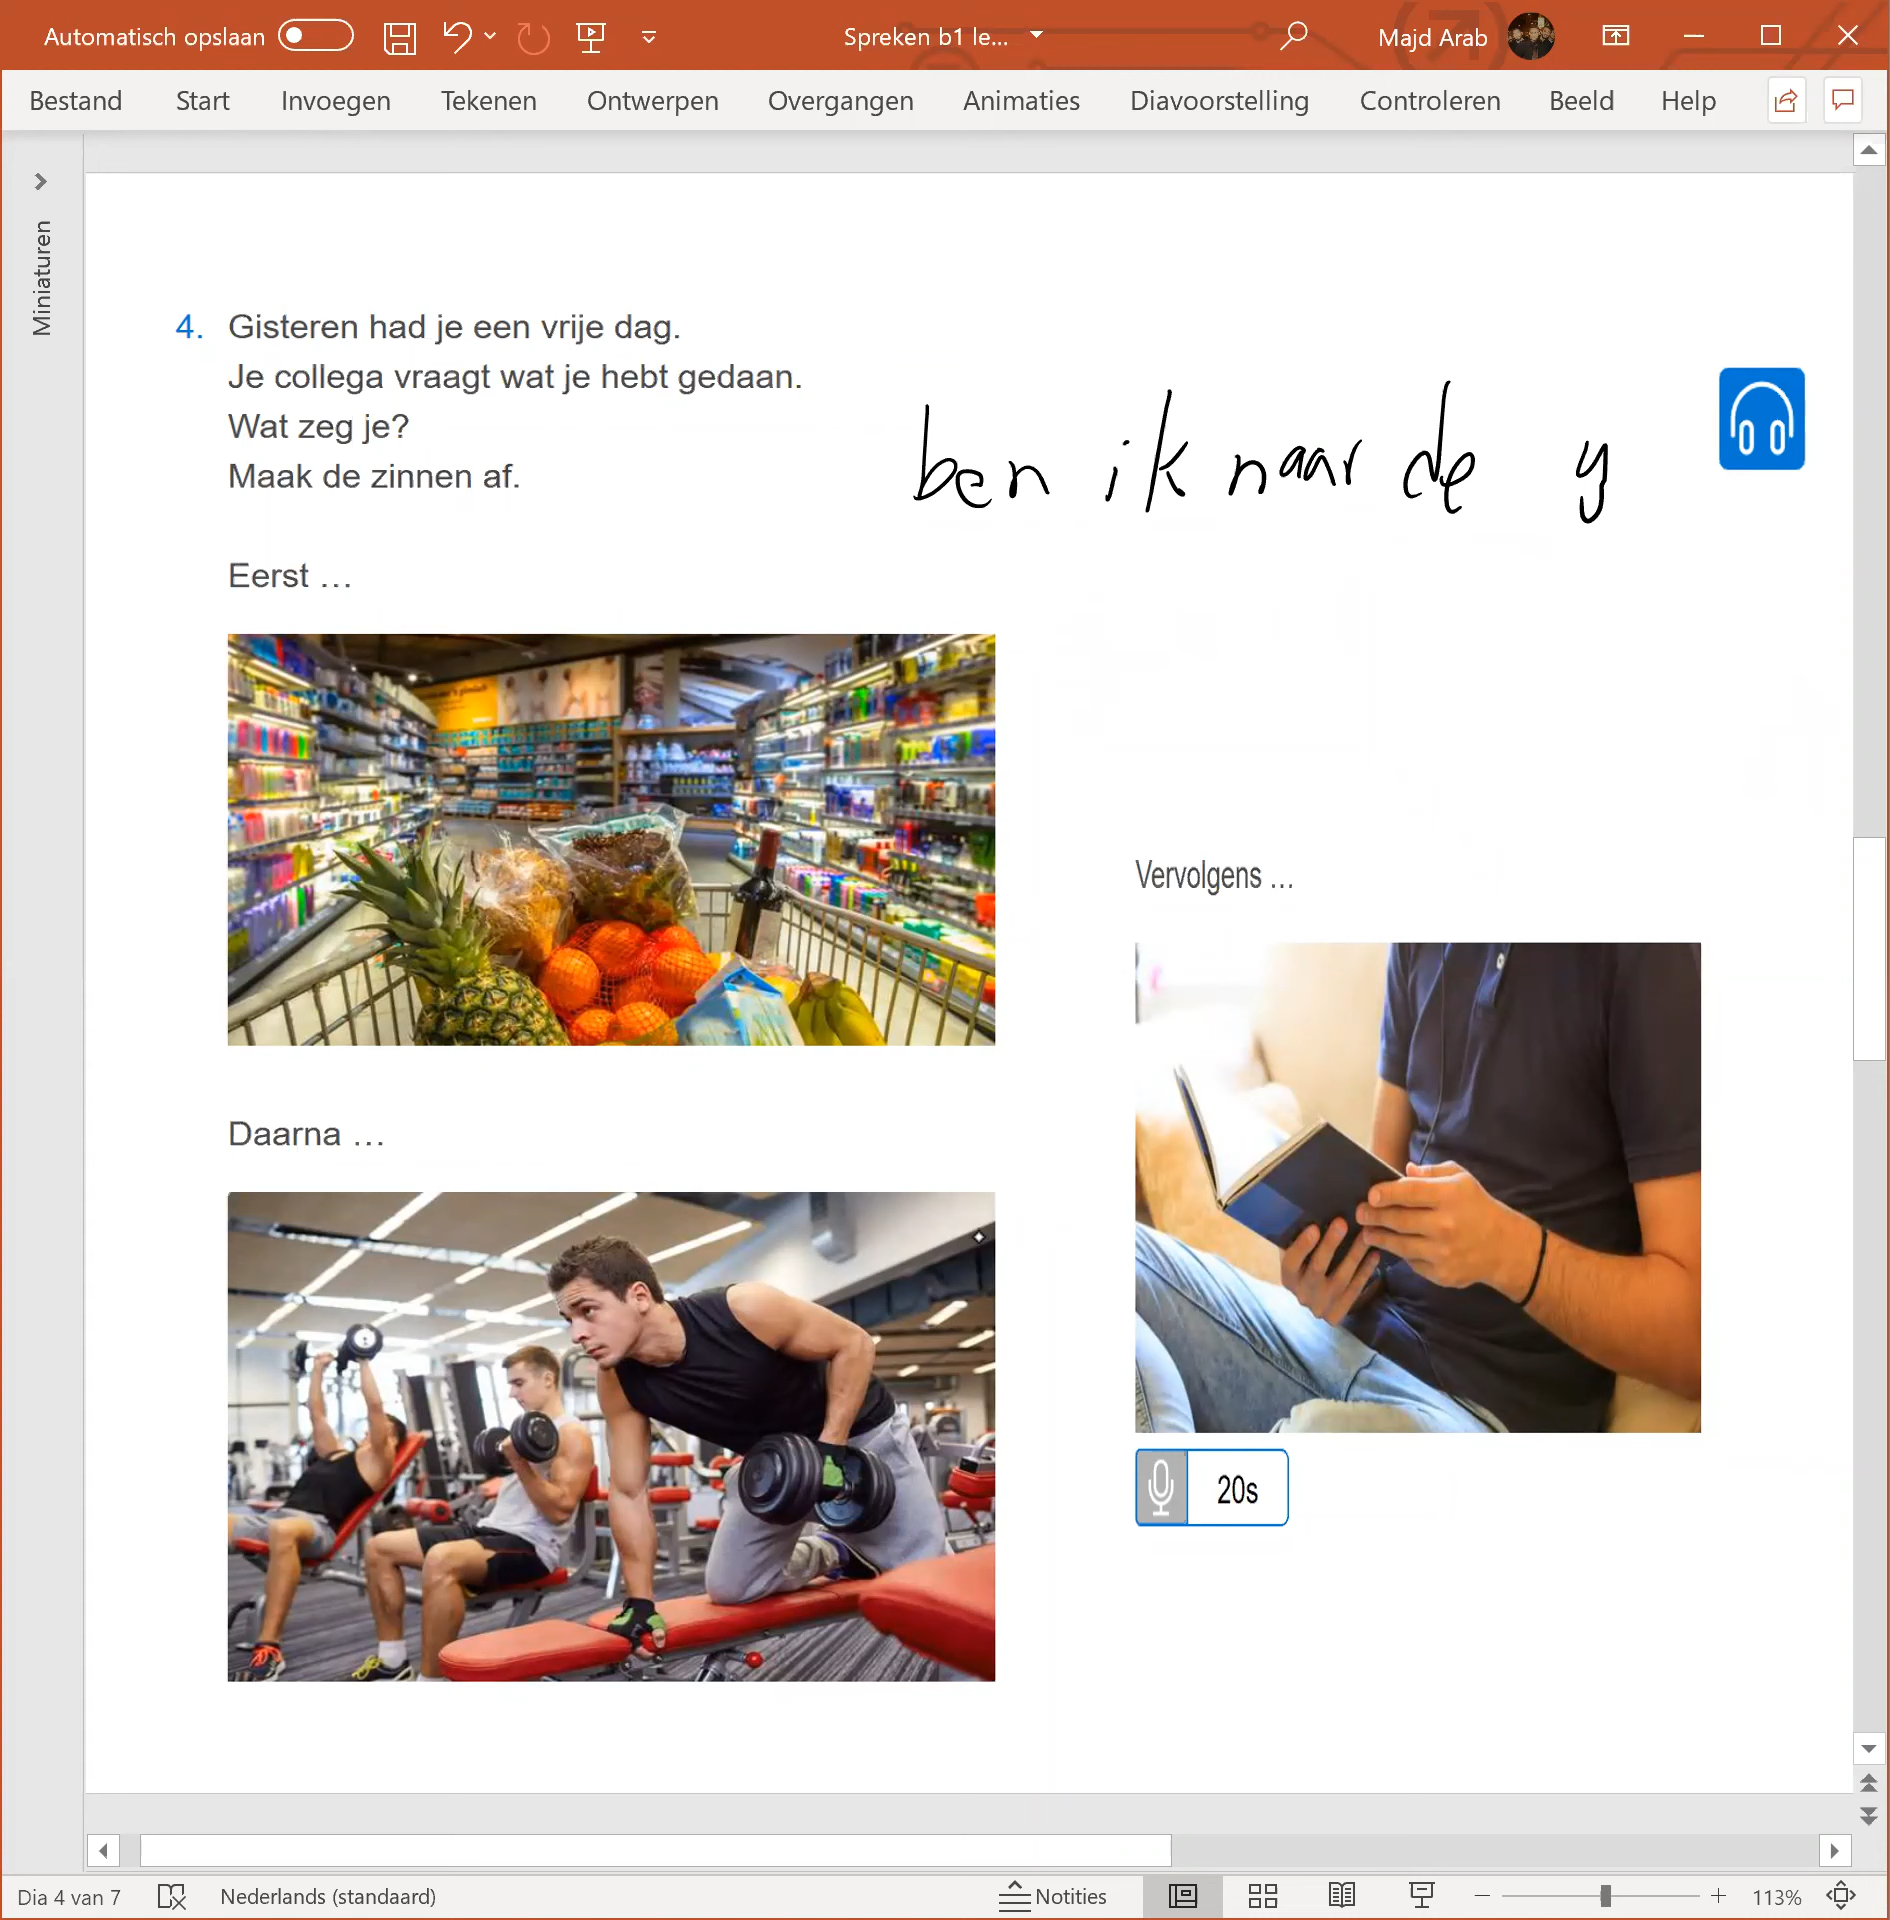 Automatisch opslaan Spreken b1 le... Majd Arab
Bestand Start Invoegen Tekenen Ontwerpen Overgangen Animaties Diavoorstelling Controleren Beeld Help
Miniaturen
4. Gisteren had je een vrije dag.
Je collega vraagt wat je hebt gedaan.
Wat zeg je?
Maak de zinnen af.
ben ik naar de y
Eerst ...
Vervolgens ...
Daarna ...
20s
Dia 4 van 7 Nederlands (standaard) Notities 113%